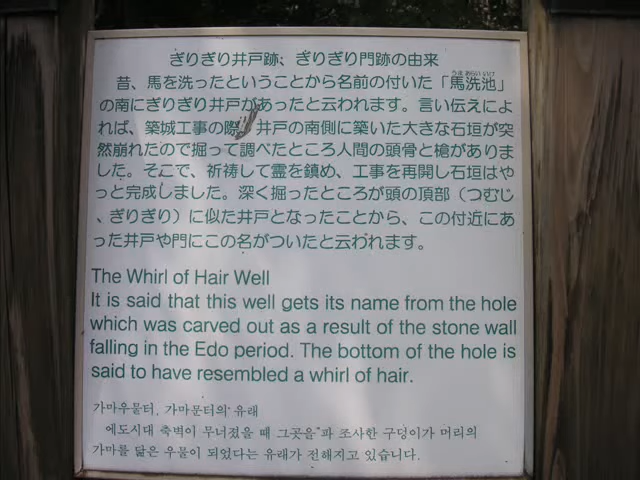 ぎりぎり井戸跡、ぎりぎり門跡の由来
昔、馬を洗ったということから名前の付いた「馬洗池」
の南にぎりぎり井戸があったと云われます。言い伝えによ
れば、築城工事の際、井戸の南側に築いた大きな石垣が突
然崩れたので掘って調べたところ人間の頭骨と槍がありま
した。そこで、祈祷して霊を鎮め、工事を再開し石垣はや
っと完成しました。深く掘ったところが頭の頂部（つむじ
、ぎりぎり）に似た井戸となったことから、この付近にあ
った井戸や門にこの名がついたと云われます。
The Whirl of Hair Well
It is said that this well gets its name from the hole
which was carved out as a result of the stone wall
falling in the Edo period. The bottom of the hole is
said to have resembled a whirl of hair.
가마우물터, 가마문터의 유래
에도시대 축벽이 무너졌을 때 그곳을 파 조사한 구덩이가 머리의
가마를 닮은 우물이 되었다는 유래가 전해지고 있습니다.